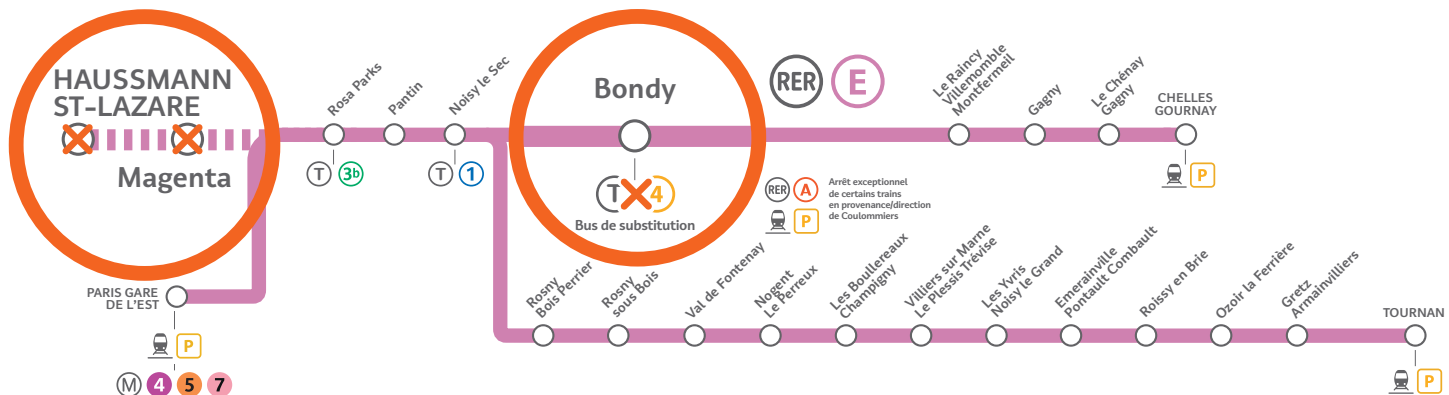 HAUSSMANN
ST-LAZARE
Magenta
PARIS GARE
DE L'EST
P
M 4 5 7
Rosa Parks
T 3b
Pantin
Noisy le Sec
T 1
Bondy
T 4
Bus de substitution
RER E
RER A
P
Arrêt exceptionnel
de certains trains
en provenance/direction
de Coulommiers
Le Raincy
Villemomble
Montfermeil
Gagny
Le Chénay
Gagny
CHELLES
GOURNAY
P
Rosny
Bois Perrier
Rosny
sous Bois
Val de Fontenay
Nogent
Le Perreux
Les Boullereaux
Champigny
Villiers sur Marne
Le Plessis Trévise
Les Yvris
Noisy le Grand
Emerainville
Pontault Combault
Roissy en Brie
Ozoir la Ferrière
Gretz
Armainvilliers
TOURNAN
P